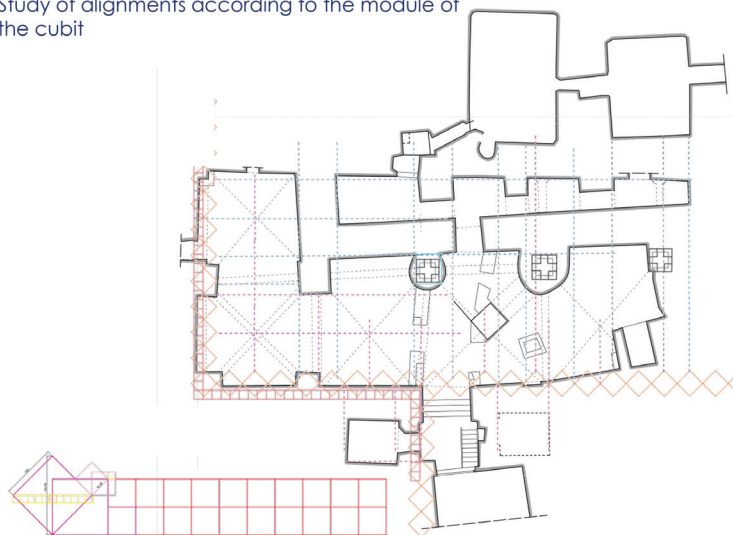 Study of alignments according to the module of
the cubit